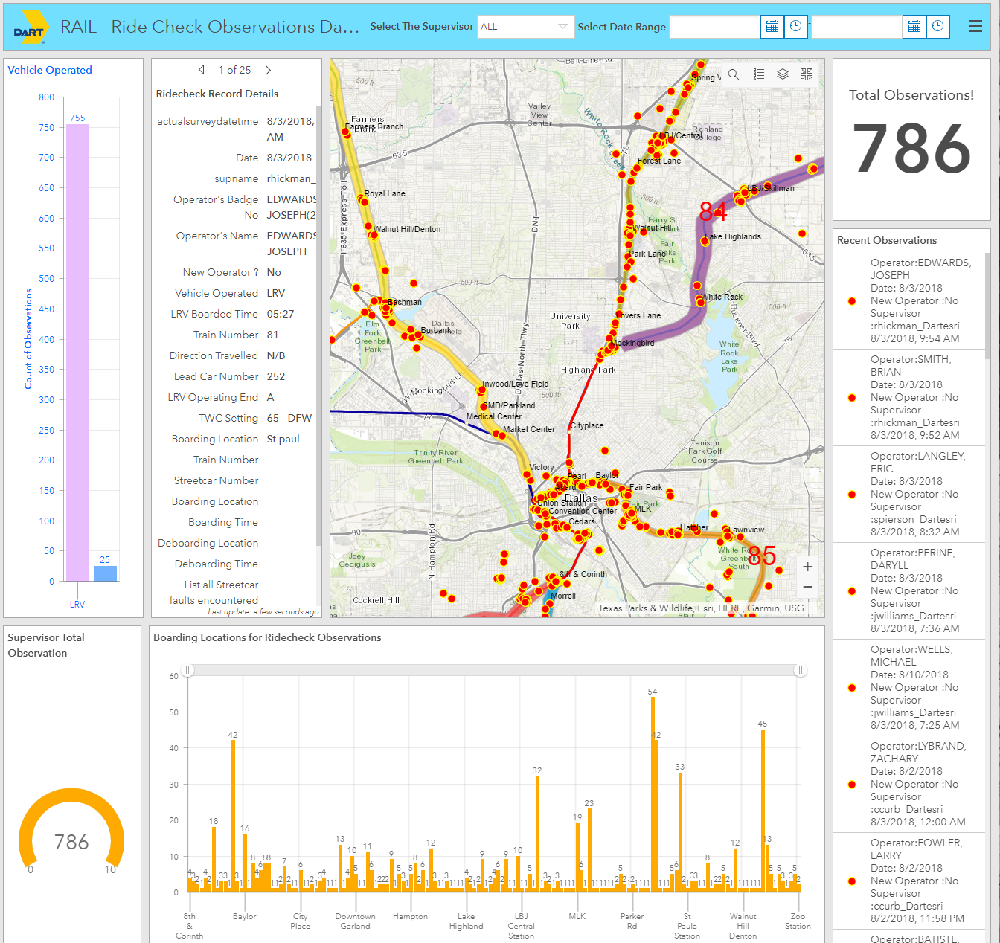 DART
RAIL - Ride Check Observations Da...
Select The Supervisor
ALL
Select Date Range
-
Vehicle Operated
Count of Observations
800
750
700
650
600
550
500
450
400
350
300
250
200
150
100
50
0
755
25
LRV
1 of 25
Ridecheck Record Details
actualsurveydatetime 8/3/2018,
AM
Date 8/3/2018
supname rhickman_
Operator's Badge EDWARDS
No JOSEPH(2
Operator's Name EDWARDS
JOSEPH
New Operator ? No
Vehicle Operated LRV
LRV Boarded Time 05:27
Train Number 81
Direction Travelled N/B
Lead Car Number 252
LRV Operating End A
TWC Setting 65 - DFW
Boarding Location St paul
Train Number
Streetcar Number
Boarding Location
Boarding Time
Deboarding Location
Deboarding Time
List all Streetcar
faults encountered
Last update: a few seconds ago
Belt-Line-Rd
Spring V
500 ft
Farmers Branch
Valley
View
Center
White Rock Creek
75
LBJ/Central
Richland
College
635
Forest Lane
I-635 Express Toll
Royal Lane
LBJ/Skillman
500 ft
84
DNT
Walnut Hill/Denton
Harry S
Walnut Hill
Lake Highlands
Fair
Oaks
Park
Park Lane
635
500 ft
Bachman
White Rock
500 ft
Buckner-Blvd
University
Park
Lovers Lane
Elm
Fork
Greenbelt
Park
Burbank
Dallas
Mockingbird
78
White
Rock
Lake
Park
Dallas-North-Tlwy
Highland Park
W Mockingbird-Ln
Inwood/Love Field
500 ft
SMD/Parkland
77
Medical Center
Market Center
Cityplace
Trinity River
Greenbelt Park
Tenison
Park Golf
Course
Victory
Pearl
Baylor
Akard
Fair Park
Dallas
Union Station
Convention Center
MLK
Cedars
30
N Hampton Rd
Hatcher
Lawnview
Joey
Georgusis
White Rock
Greenbelt
South
85
8th & Corinth
Morrell
Cockrell Hill
+
−
Texas Parks & Wildlife, Esri, HERE, Garmin, USG...
Total Observations!
786
Recent Observations
Operator:EDWARDS,
JOSEPH
Date: 8/3/2018
New Operator :No
Supervisor
:rhickman_Dartesri
8/3/2018, 9:54 AM
Operator:SMITH,
BRIAN
Date: 8/3/2018
New Operator :No
Supervisor
:rhickman_Dartesri
8/3/2018, 9:52 AM
Operator:LANGLEY,
ERIC
Date: 8/3/2018
New Operator :No
Supervisor
:spierson_Dartesri
8/3/2018, 8:32 AM
Operator:PERINE,
DARYLL
Date: 8/3/2018
New Operator :No
Supervisor
:jwilliams_Dartesri
8/3/2018, 7:36 AM
Operator:WELLS,
MICHAEL
Date: 8/10/2018
New Operator :No
Supervisor
:jwilliams_Dartesri
8/3/2018, 7:25 AM
Operator:LYBRAND,
ZACHARY
Date: 8/2/2018
New Operator :No
Supervisor
:ccurb_Dartesri
8/3/2018, 12:00 AM
Operator:FOWLER,
LARRY
Date: 8/2/2018
New Operator :No
Supervisor
:ccurb_Dartesri
8/2/2018, 11:58 PM
Operator:BATISTE,
Supervisor Total
Observation
786
0 10
Boarding Locations for Ridecheck Observations
60
50
40
30
20
10
0
18 42 16 13 10 11 12 32 10 19 23 54 42 33 12 45 13
8th
&
Corinth
Baylor
City
Place
Downtown
Garland
Hampton
Lake
Highland
LBJ
Central
Station
MLK
Parker
Rd
St
Paula
Station
Walnut
Hill
Denton
Zoo
Station